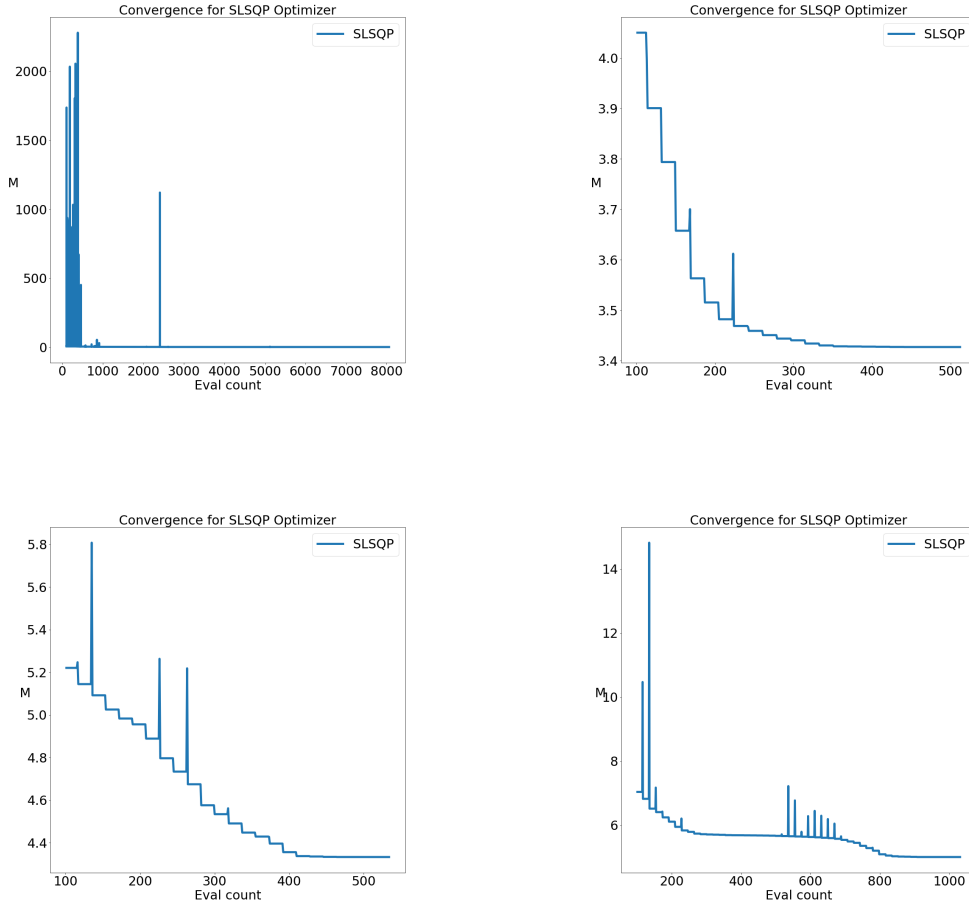 Convergence for SLSQP Optimizer
SLSQP
2000
1500
M
1000
500
0
0 1000 2000 3000 4000 5000 6000 7000 8000
Eval count
Convergence for SLSQP Optimizer
SLSQP
4.0
3.9
3.8
M
3.7
3.6
3.5
3.4
100 200 300 400 500
Eval count
Convergence for SLSQP Optimizer
SLSQP
5.8
5.6
5.4
5.2
M
5.0
4.8
4.6
4.4
100 200 300 400 500
Eval count
Convergence for SLSQP Optimizer
SLSQP
14
12
M
10
8
6
200 400 600 800 1000
Eval count